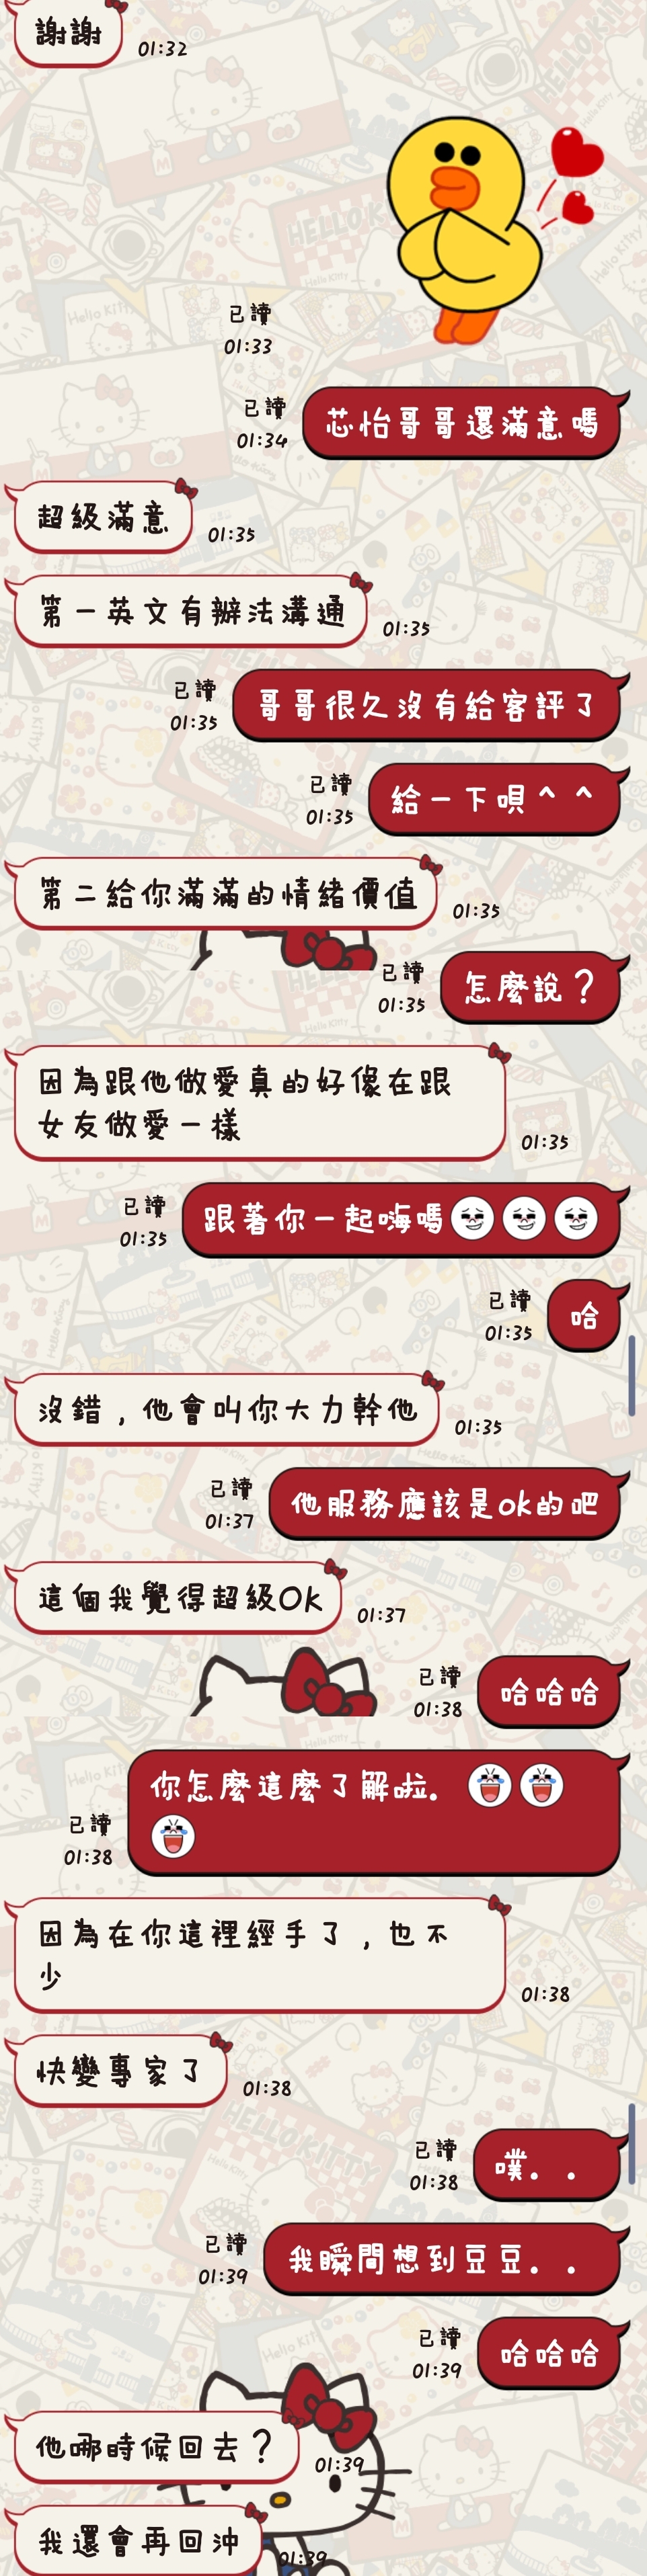 謝謝
01:32
已讀
01:33
芯怡哥哥還滿意嗎
已讀
01:34
超級滿意
01:35
第一英文有辦法溝通
01:35
哥哥很久沒有給客評了
已讀
01:35
給一下唄^^
已讀
01:35
第二給你滿滿的情緒價值
01:35
怎麼說?
已讀
01:35
因為跟他做愛真的好像在跟
女友做愛一樣
01:35
跟著你一起嗨嗎
已讀
01:35
哈
已讀
01:35
沒錯,他會叫你大力幹他
01:35
他服務應該是ok的吧
已讀
01:37
這個我覺得超級OK
01:37
哈哈哈
已讀
01:38
你怎麼這麼了解啦.
已讀
01:38
因為在你這裡經手了,也不
少
01:38
快變專家了
01:38
噗..
已讀
01:38
我瞬間想到豆豆..
已讀
01:39
哈哈哈
已讀
01:39
他哪時候回去?
01:39
我還會再回沖
01:39